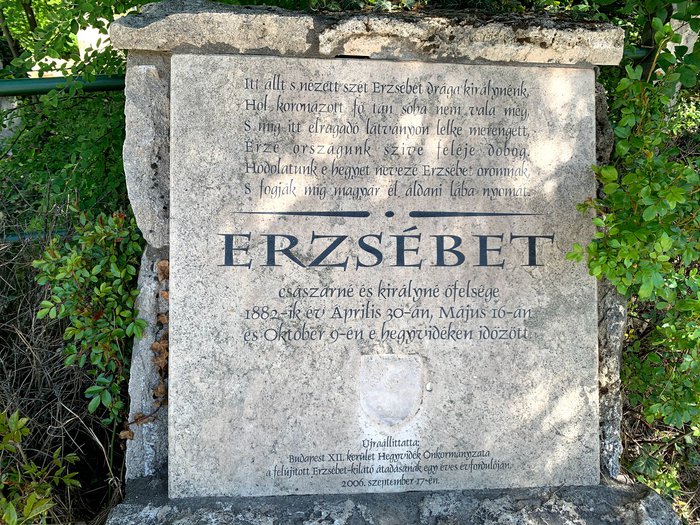 Itt állt s nézett szét Erzsébet drága királynénk,
Hol koronázott fő tán soha nem vala még,
S míg itt elragadó látványon lelke merengett,
Érzé országunk szíve feléje dobog.
Hódolatunk e hegyet nevezé Erzsébet oromnak,
S fogják míg magyar él áldani lába nyomát.
ERZSÉBET
császárné és királyné őfelsége
1882-ik év Április 30-án, Május 16-án
és Október 9-én e hegyvidéken időzött.
Újraállíttatta:
Budapest XII. kerület Hegyvidék Önkormányzata
a felújított Erzsébet-kilátó átadásának egy éves évfordulóján.
2006. szeptember 17-én.